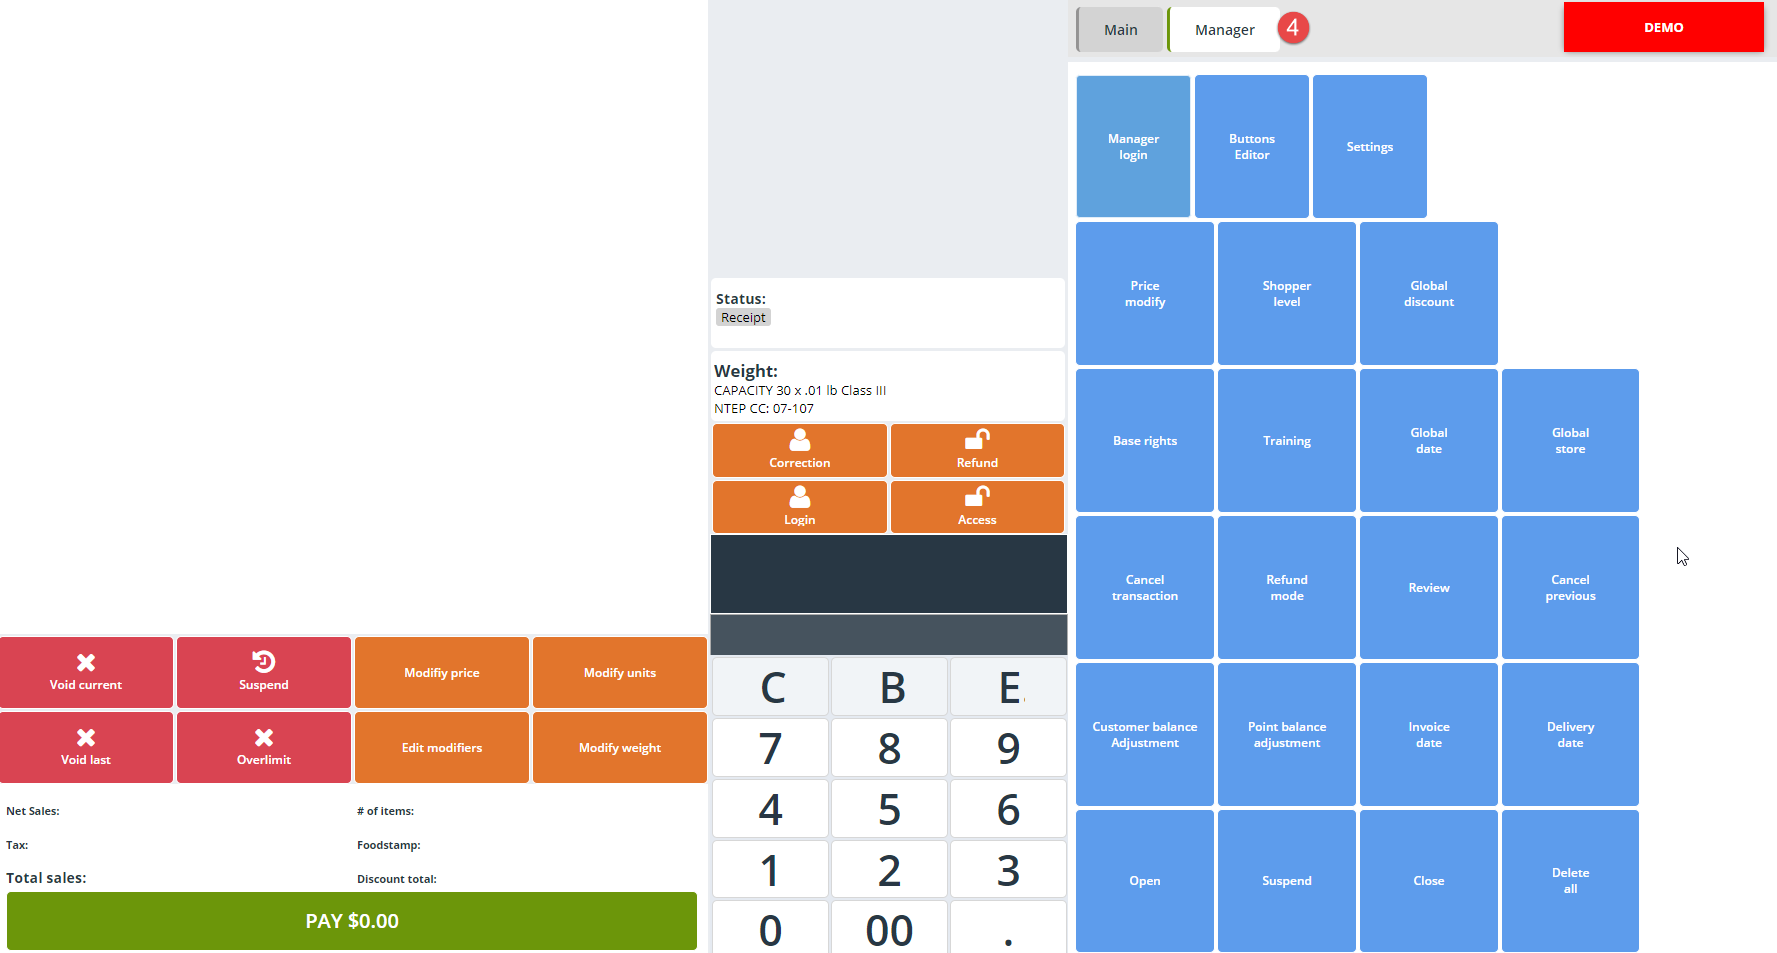 Main
Manager
4
DEMO
Manager
login
Buttons
Editor
Settings
Price
modify
Shopper
level
Global
discount
Status:
Receipt
Weight:
CAPACITY 30 x .01 lb Class III
NTEP CC: 07-107
Correction
Refund
Login
Access
Base rights
Training
Global
date
Global
store
Cancel
transaction
Refund
mode
Review
Cancel
previous
Void current
Suspend
Modifiy price
Modify units
Void last
Overlimit
Edit modifiers
Modify weight
C
B
E.
7
8
9
4
5
6
1
2
3
0
00
.
Customer balance
Adjustment
Point balance
adjustment
Invoice
date
Delivery
date
Open
Suspend
Close
Delete
all
Net Sales:
# of items:
Tax:
Foodstamp:
Total sales:
Discount total:
PAY $0.00